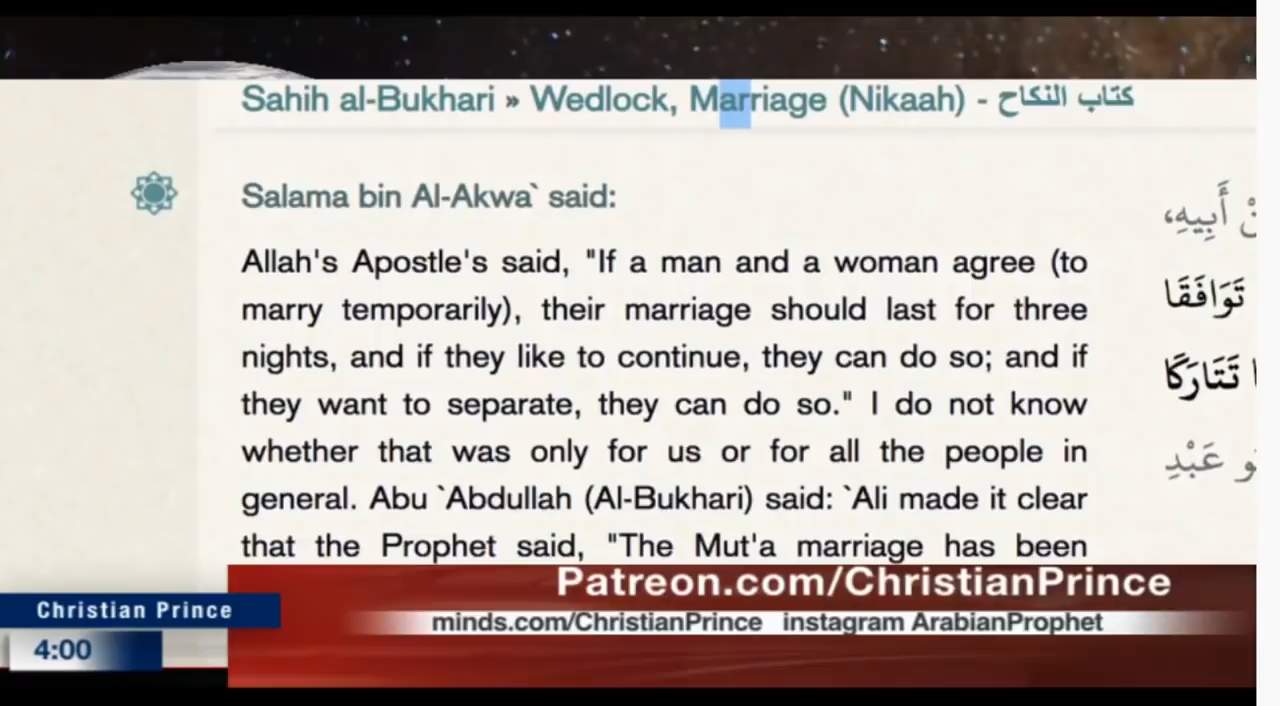 Sahih al-Bukhari » Wedlock, Marriage (Nikaah) - كتاب النكاح
Salama bin Al-Akwa` said:
Allah's Apostle's said, "If a man and a woman agree (to
marry temporarily), their marriage should last for three
nights, and if they like to continue, they can do so; and if
they want to separate, they can do so." I do not know
whether that was only for us or for all the people in
general. Abu `Abdullah (Al-Bukhari) said: `Ali made it clear
that the Prophet said, "The Mut'a marriage has been
أَبِيهِ،
تَوَافَقَا
تَتَارَكَا
عَبْدِ
Patreon.com/ChristianPrince
Christian Prince
minds.com/ChristianPrince instagram ArabianProphet
4:00